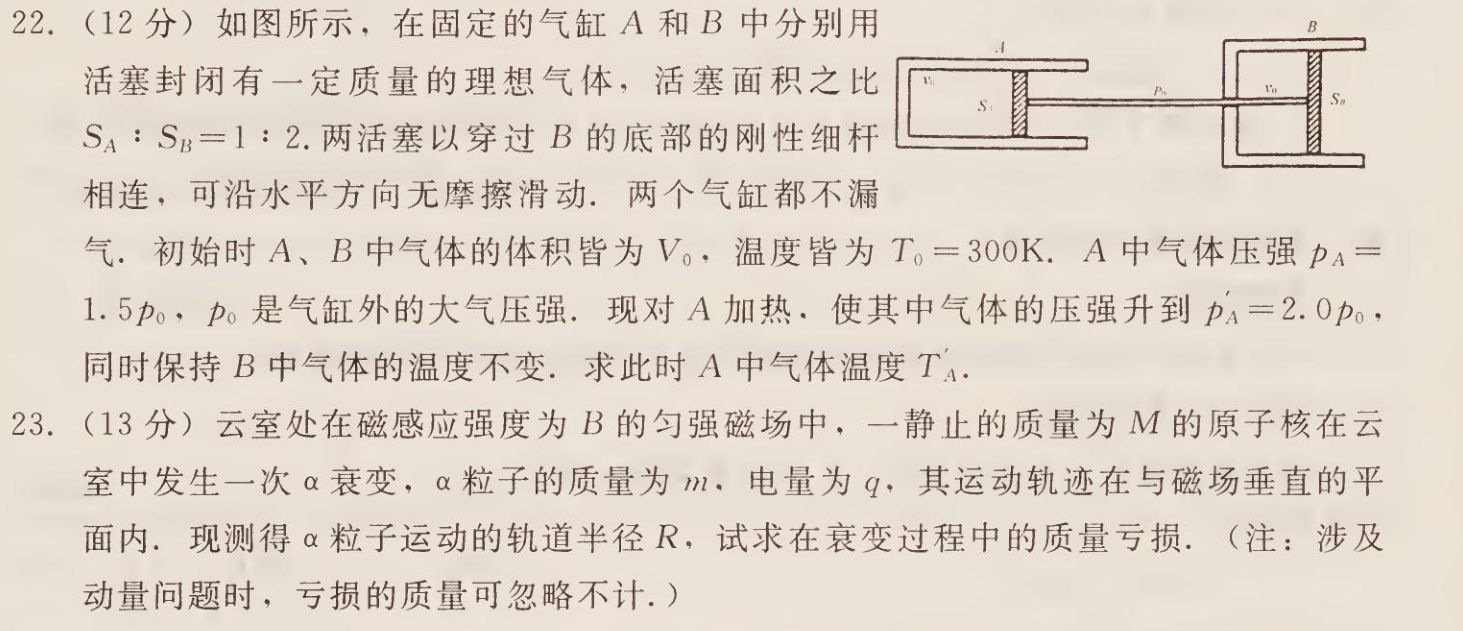 22. (12 分) 如图所示，在固定的气缸 A 和 B 中分别用
活塞封闭有一定质量的理想气体，活塞面积之比
S_A : S_B = 1 : 2. 两活塞以穿过 B 的底部的刚性细杆
相连，可沿水平方向无摩擦滑动. 两个气缸都不漏
气. 初始时 A、B 中气体的体积皆为 V₀，温度皆为 T₀＝300K. A 中气体压强 p_A＝
1.5p₀，p₀ 是气缸外的大气压强. 现对 A 加热，使其中气体的压强升到 p′_A＝2.0p₀，
同时保持 B 中气体的温度不变. 求此时 A 中气体温度 T′_A.
A
S
B
S_B
23. (13 分) 云室处在磁感应强度为 B 的匀强磁场中，一静止的质量为 M 的原子核在云
室中发生一次 α 衰变，α 粒子的质量为 m，电量为 q，其运动轨迹在与磁场垂直的平
面内. 现测得 α 粒子运动的轨道半径 R，试求在衰变过程中的质量亏损. (注：涉及
动量问题时，亏损的质量可忽略不计.)